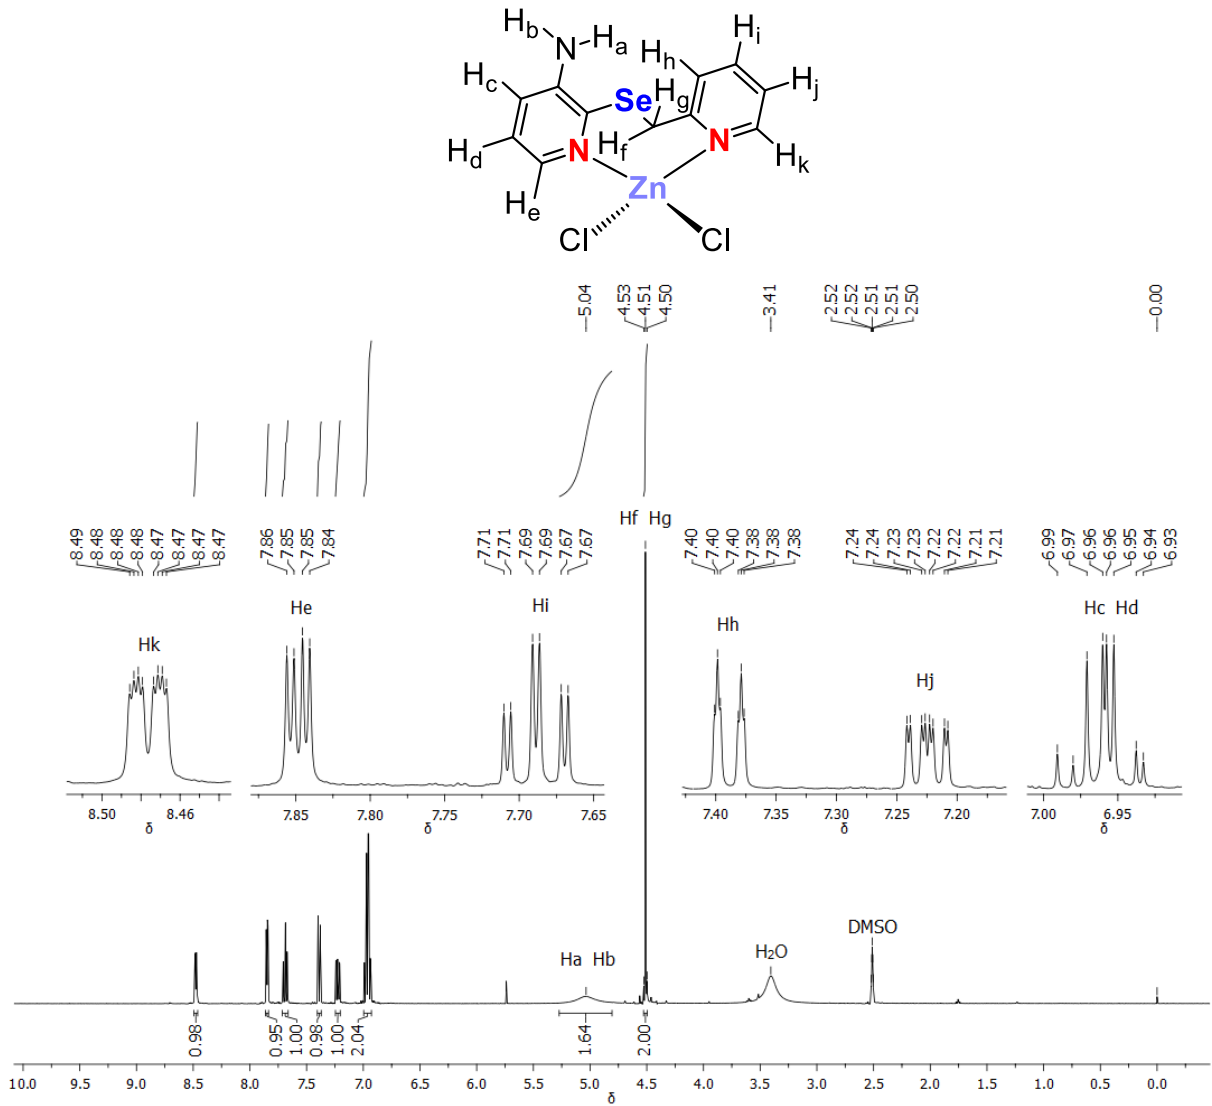 Hb N Ha Hh Hi
Hc Se Hg Hj
Hd N Hf N Hk
He Zn
Cl Cl
5.04 4.53 4.51 4.50 3.41 2.52 2.52 2.51 2.51 2.50 0.00
Hf Hg
8.49 8.48 8.48 8.48 8.47 8.47 8.47 8.47 7.86 7.85 7.85 7.84 7.71 7.71 7.69 7.69 7.67 7.67 7.40 7.40 7.40 7.38 7.38 7.38 7.24 7.24 7.23 7.23 7.22 7.22 7.21 7.21 6.99 6.97 6.96 6.96 6.95 6.94 6.93
Hk He Hi Hh Hj Hc Hd
8.50 8.46 7.85 7.80 7.75 7.70 7.65 7.40 7.35 7.30 7.25 7.20 7.00 6.95
δ δ δ δ
Ha Hb H₂O DMSO
0.98 0.95 1.00 0.98 1.00 2.04 1.64 2.00
10.0 9.5 9.0 8.5 8.0 7.5 7.0 6.5 6.0 5.5 5.0 4.5 4.0 3.5 3.0 2.5 2.0 1.5 1.0 0.5 0.0
δ